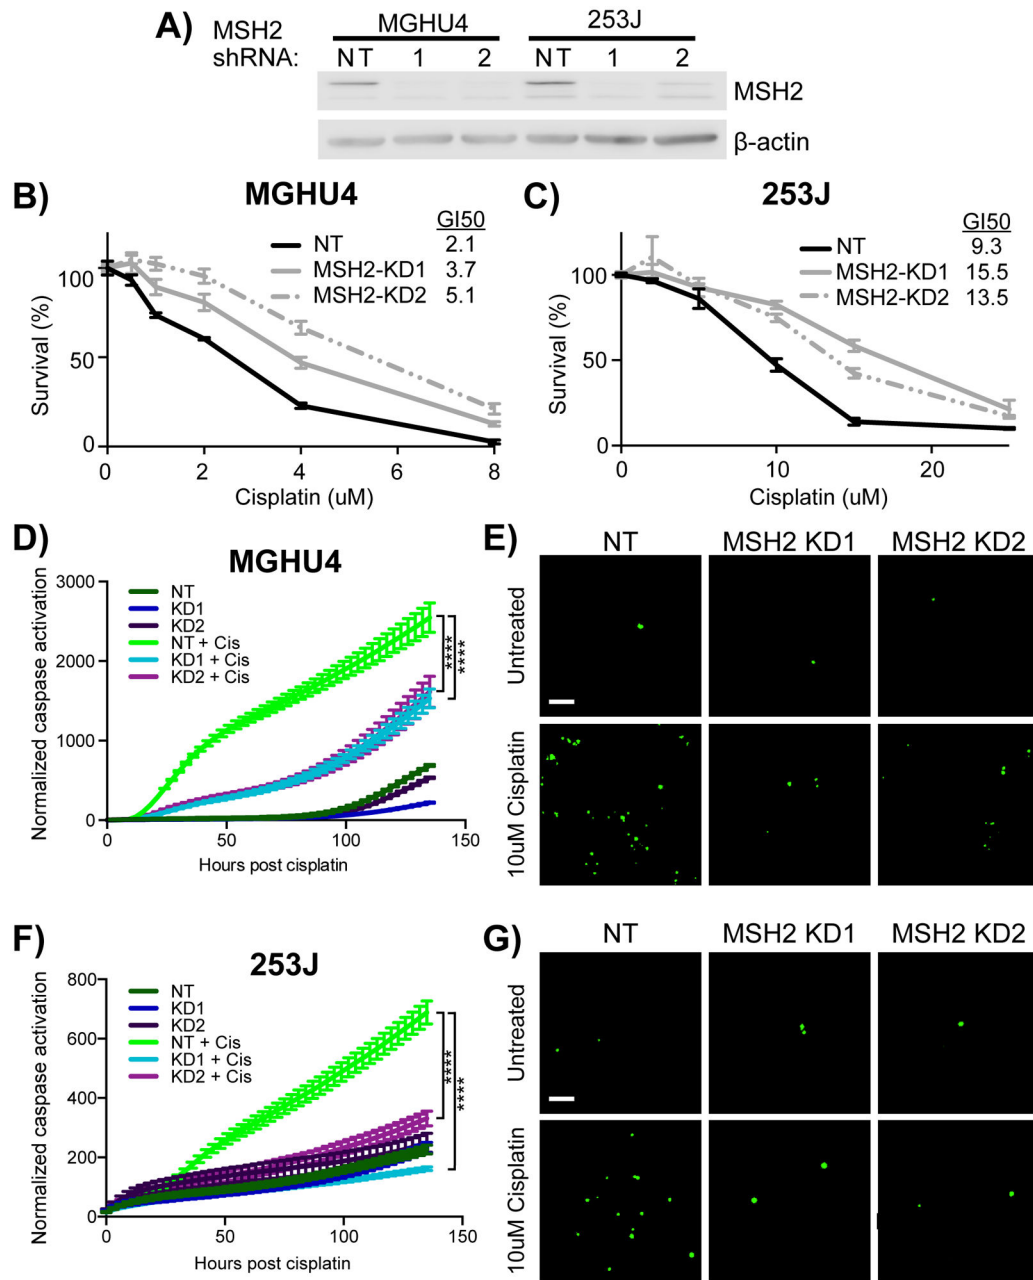 A) MSH2 shRNA:
MGHU4 253J
NT 1 2 NT 1 2
MSH2
β-actin
B) MGHU4
GI50
NT 2.1
MSH2-KD1 3.7
MSH2-KD2 5.1
Survival (%)
100
50
0
0 2 4 6 8
Cisplatin (uM)
C) 253J
GI50
NT 9.3
MSH2-KD1 15.5
MSH2-KD2 13.5
Survival (%)
100
50
0
0 10 20
Cisplatin (uM)
D) MGHU4
NT
KD1
KD2
NT + Cis
KD1 + Cis
KD2 + Cis
Normalized caspase activation
3000
2000
1000
0
0 50 100 150
Hours post cisplatin
****
****
E) NT MSH2 KD1 MSH2 KD2
Untreated
10uM Cisplatin
F) 253J
NT
KD1
KD2
NT + Cis
KD1 + Cis
KD2 + Cis
Normalized caspase activation
800
600
400
200
0
0 50 100 150
Hours post cisplatin
****
****
G) NT MSH2 KD1 MSH2 KD2
Untreated
10uM Cisplatin